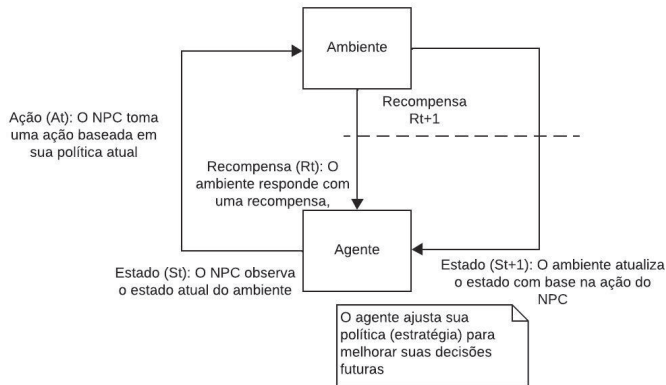 Ambiente
Recompensa
Rt+1
Ação (At): O NPC toma
uma ação baseada em
sua política atual
Recompensa (Rt): O
ambiente responde com
uma recompensa,
Agente
Estado (St): O NPC observa
o estado atual do ambiente
Estado (St+1): O ambiente atualiza
o estado com base na ação do
NPC
O agente ajusta sua
política (estratégia) para
melhorar suas decisões
futuras